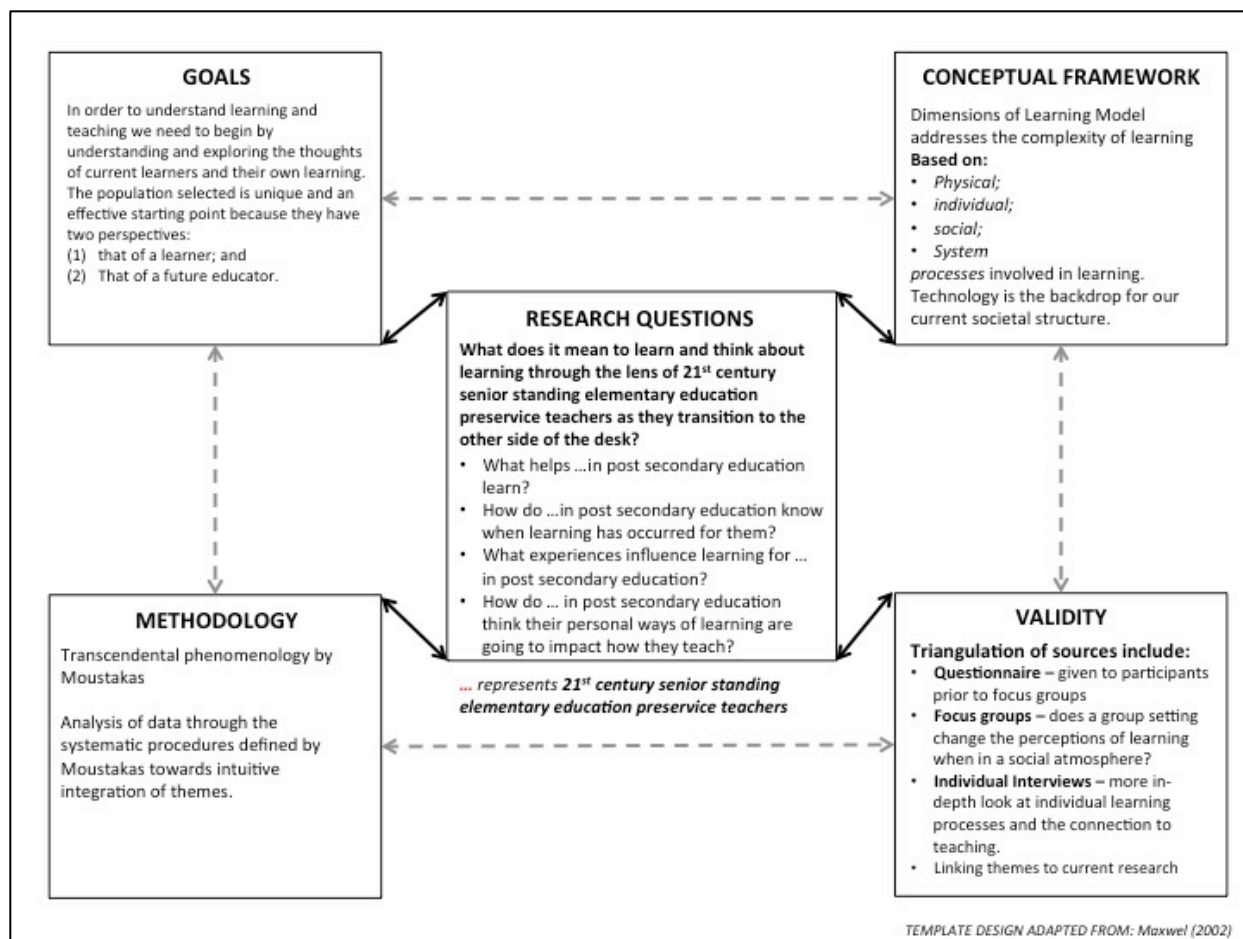 GOALS
In order to understand learning and
teaching we need to begin by
understanding and exploring the thoughts
of current learners and their own learning.
The population selected is unique and an
effective starting point because they have
two perspectives:
(1) that of a learner; and
(2) That of a future educator.
CONCEPTUAL FRAMEWORK
Dimensions of Learning Model
addresses the complexity of learning
Based on:
• Physical;
• individual;
• social;
• System
processes involved in learning.
Technology is the backdrop for our
current societal structure.
RESEARCH QUESTIONS
What does it mean to learn and think about
learning through the lens of 21st century
senior standing elementary education
preservice teachers as they transition to the
other side of the desk?
• What helps ...in post secondary education
learn?
• How do ...in post secondary education know
when learning has occurred for them?
• What experiences influence learning for ...
in post secondary education?
• How do ... in post secondary education
think their personal ways of learning are
going to impact how they teach?
... represents 21st century senior standing
elementary education preservice teachers
METHODOLOGY
Transcendental phenomenology by
Moustakas
Analysis of data through the
systematic procedures defined by
Moustakas towards intuitive
integration of themes.
VALIDITY
Triangulation of sources include:
• Questionnaire – given to participants
prior to focus groups
• Focus groups – does a group setting
change the perceptions of learning
when in a social atmosphere?
• Individual Interviews – more in-
depth look at individual learning
processes and the connection to
teaching.
• Linking themes to current research
TEMPLATE DESIGN ADAPTED FROM: Maxwel (2002)